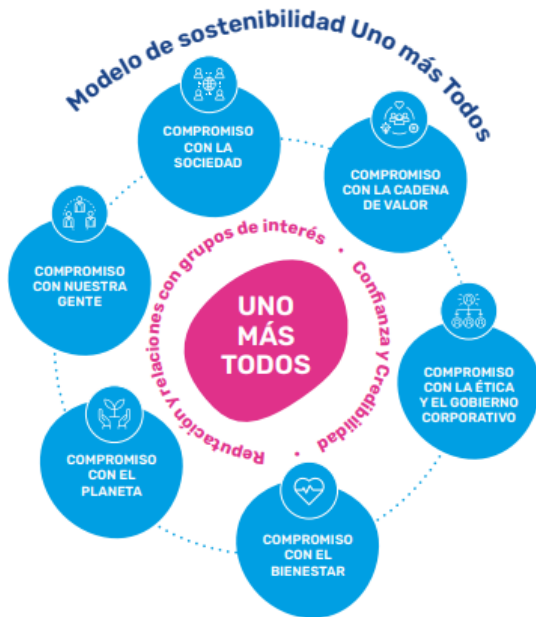 Modelo de sostenibilidad Uno más Todos
COMPROMISO
CON LA
SOCIEDAD
COMPROMISO
CON LA CADENA
DE VALOR
COMPROMISO
CON NUESTRA
GENTE
Reputación y relaciones con grupos de interés • Confianza y Credibilidad •
UNO
MÁS
TODOS
COMPROMISO
CON LA ÉTICA
Y EL GOBIERNO
CORPORATIVO
COMPROMISO
CON EL
PLANETA
COMPROMISO
CON EL
BIENESTAR